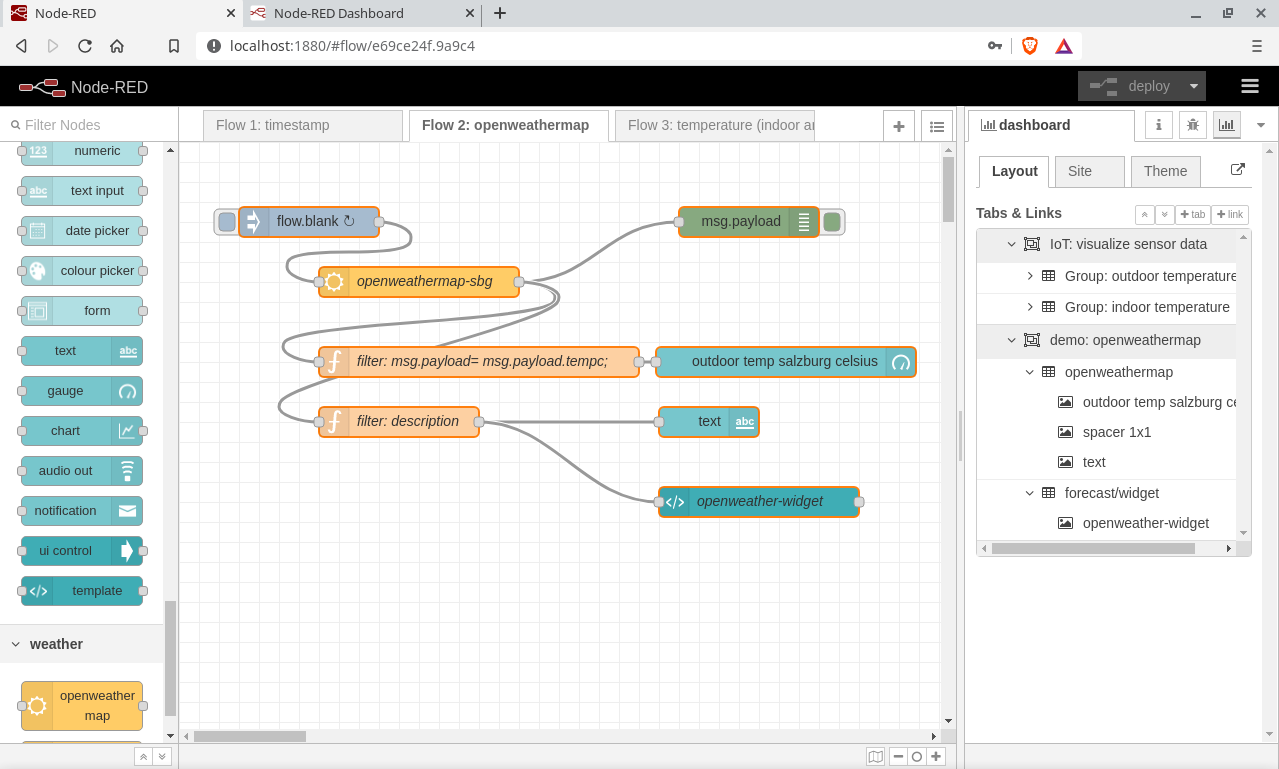 Node-RED
Node-RED Dashboard
localhost:1880/#flow/e69ce24f.9a9c4
Node-RED
deploy
Filter Nodes
numeric
123
text input
abc
date picker
colour picker
form
text
abc
gauge
chart
audio out
notification
ui control
template
weather
openweather
map
Flow 1: timestamp
Flow 2: openweathermap
Flow 3: temperature (indoor ar
flow.blank ↻
msg.payload
openweathermap-sbg
filter: msg.payload= msg.payload.tempc;
outdoor temp salzburg celsius
filter: description
text
abc
openweather-widget
dashboard
i
Layout
Site
Theme
Tabs & Links
tab
link
IoT: visualize sensor data
Group: outdoor temperature
Group: indoor temperature
demo: openweathermap
openweathermap
outdoor temp salzburg ce
spacer 1x1
text
forecast/widget
openweather-widget